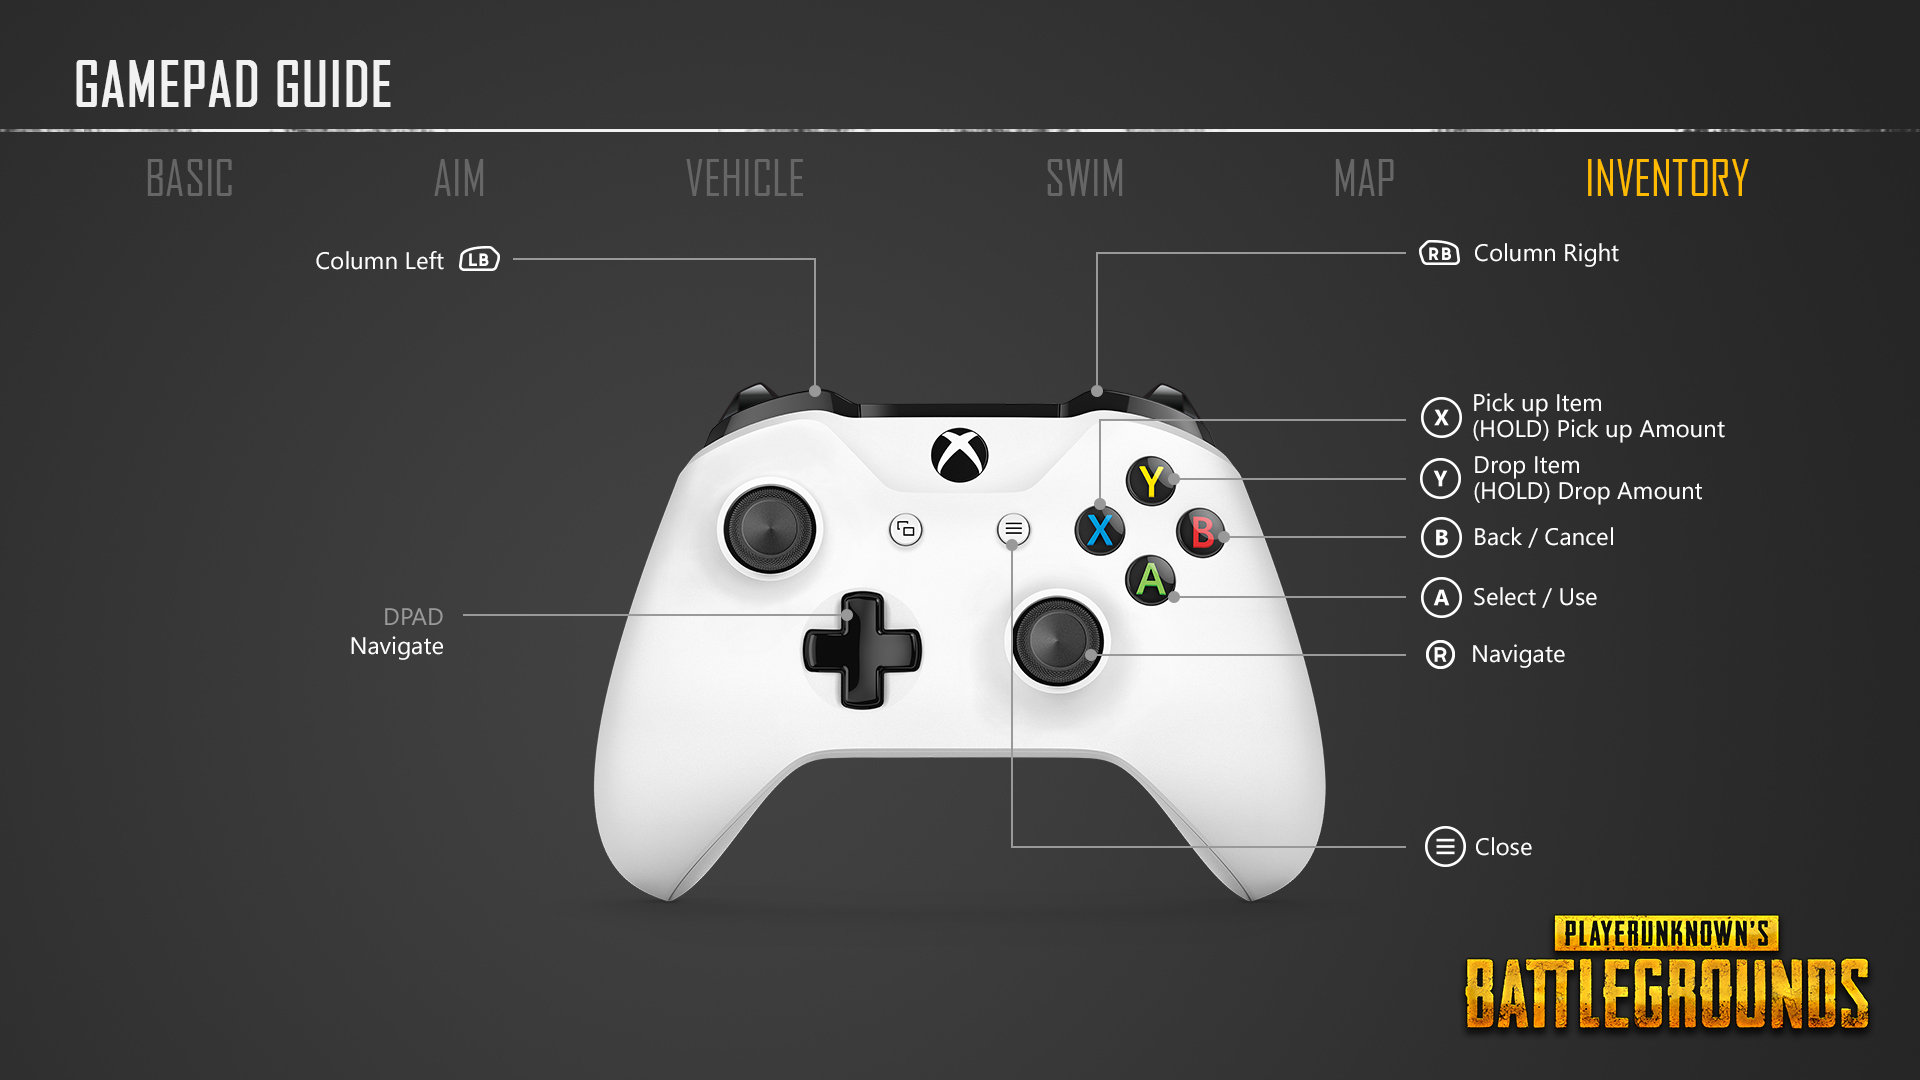 GAMEPAD GUIDE
BASIC
AIM
VEHICLE
SWIM
MAP
INVENTORY
Column Left LB
RB Column Right
X Pick up Item
(HOLD) Pick up Amount
Y Drop Item
(HOLD) Drop Amount
B Back / Cancel
A Select / Use
R Navigate
DPAD
Navigate
Y
X
B
A
Close
PLAYERUNKNOWN'S
BATTLEGROUNDS